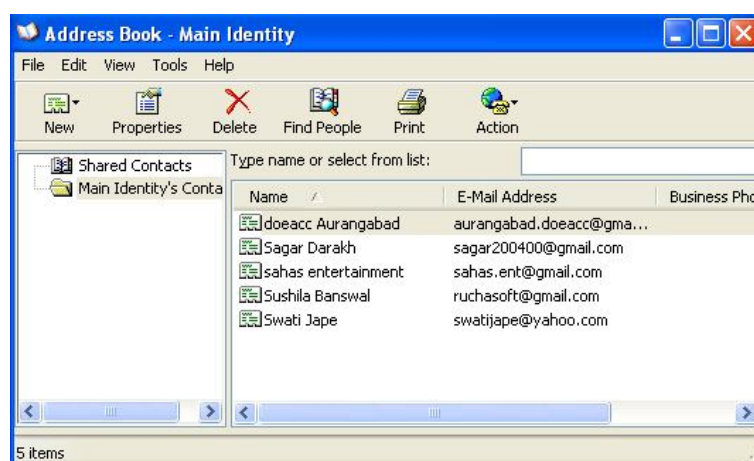 Address Book - Main Identity
File Edit View Tools Help
New Properties Delete Find People Print Action
Shared Contacts
Main Identity's Conta
Type name or select from list:
Name E-Mail Address Business Pho
doeacc Aurangabad aurangabad.doeacc@gma...
Sagar Darakh sagar200400@gmail.com
sahas entertainment sahas.ent@gmail.com
Sushila Banswal ruchasoft@gmail.com
Swati Jape swatijape@yahoo.com
5 items